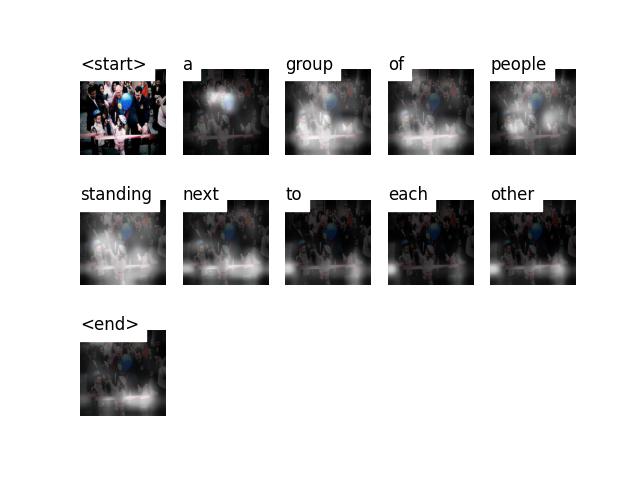 <start> a group of people
standing next to each other
<end>